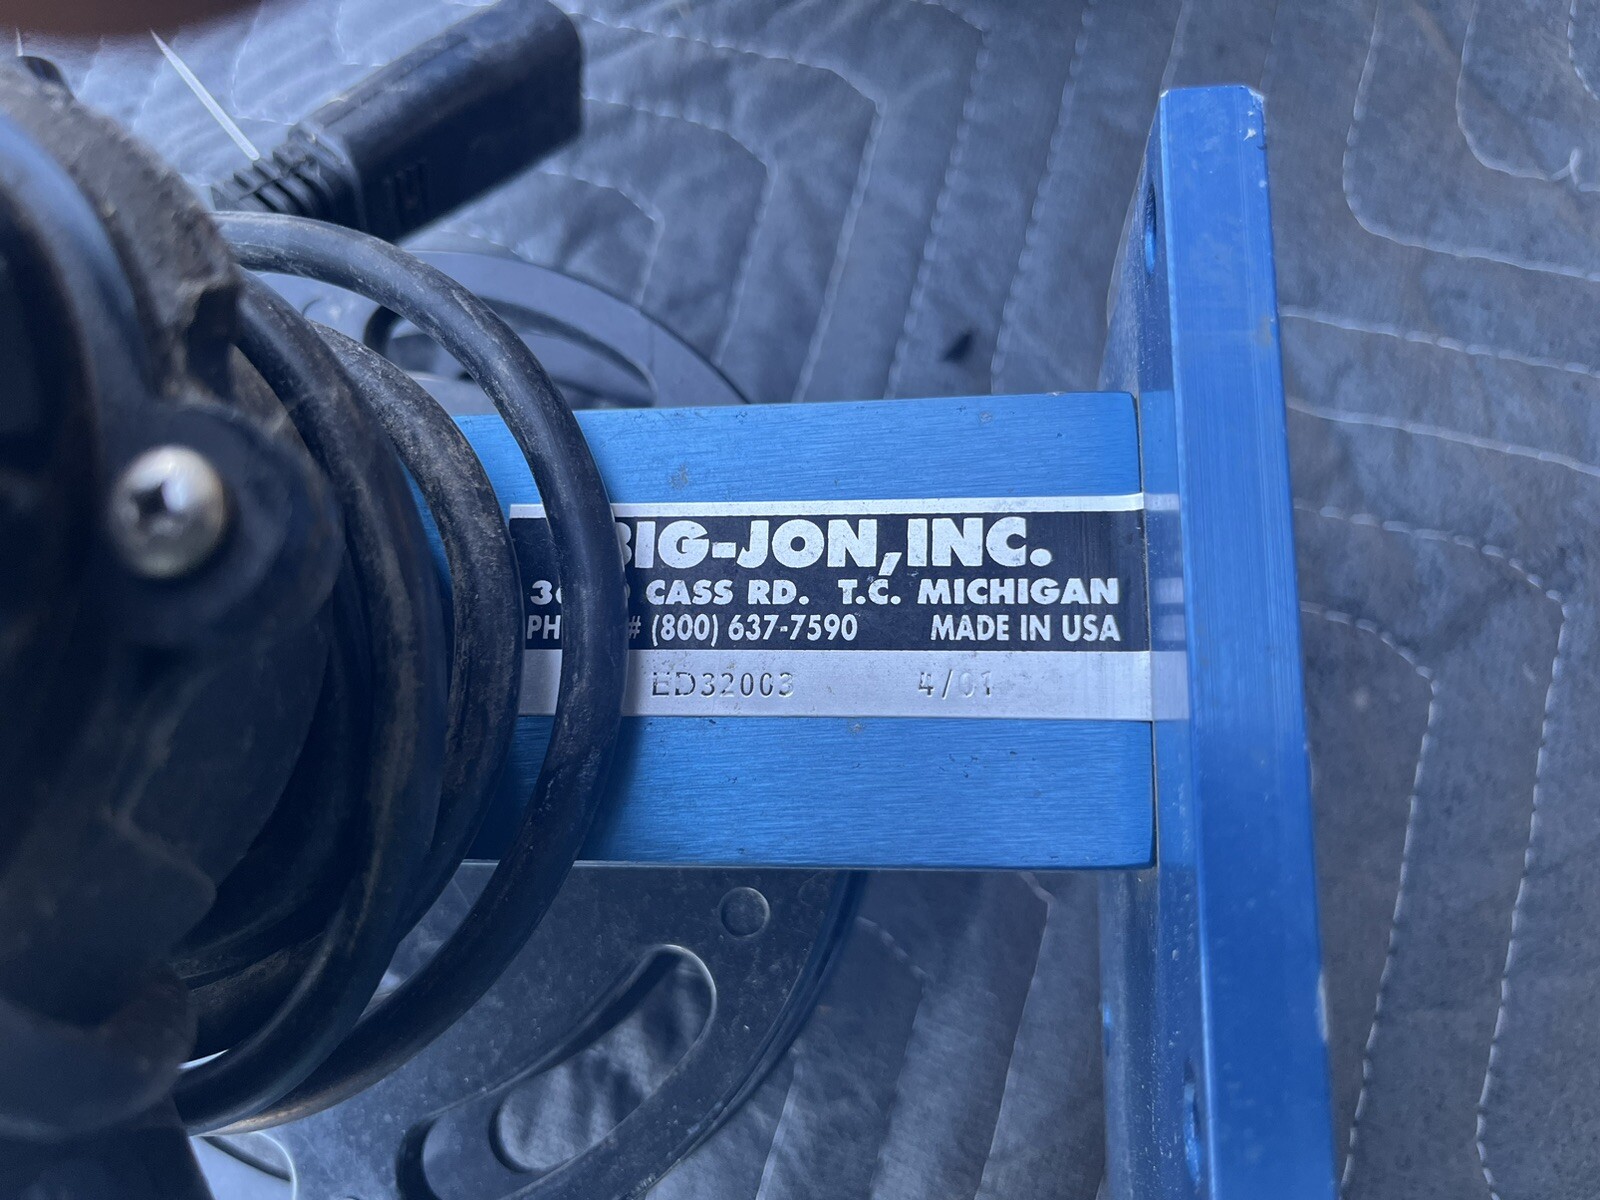 BIG-JON, INC.
CASS RD. T.C. MICHIGAN
# (800) 637-7590 MADE IN USA
ED32003 4/01